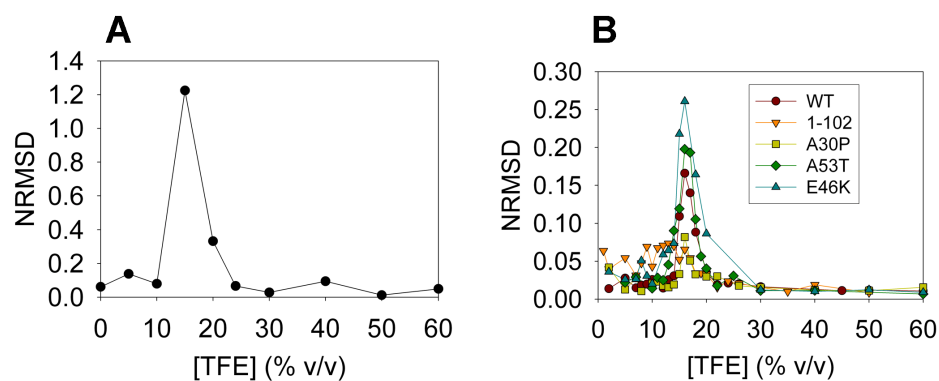 A
NRMSD
1.4
1.2
1.0
0.8
0.6
0.4
0.2
0.0
0 10 20 30 40 50 60
[TFE] (% v/v)
B
NRMSD
0.30
0.25
0.20
0.15
0.10
0.05
0.00
WT
1-102
A30P
A53T
E46K
0 10 20 30 40 50 60
[TFE] (% v/v)